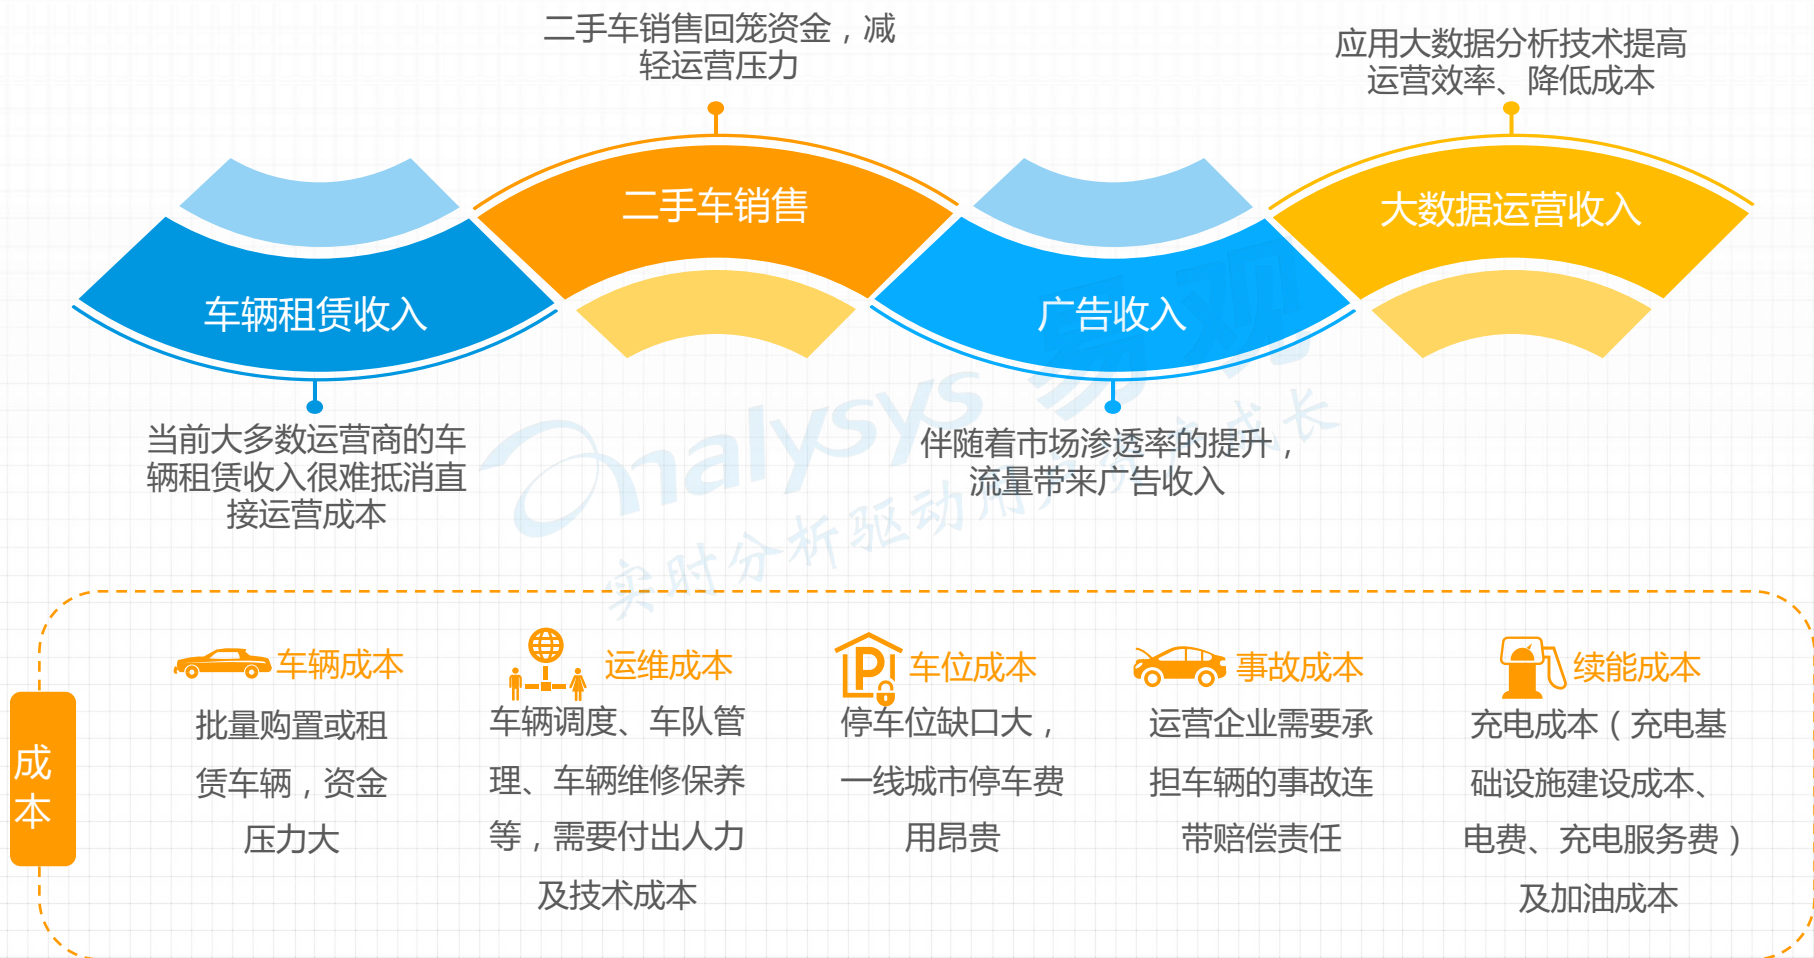 二手车销售回笼资金，减
轻运营压力
应用大数据分析技术提高
运营效率、降低成本
二手车销售
大数据运营收入
车辆租赁收入
广告收入
当前大多数运营商的车
辆租赁收入很难抵消直
接运营成本
伴随着市场渗透率的提升，
流量带来广告收入
analysys 易观
实时分析驱动用户资产成长
成
本
车辆成本
批量购置或租
赁车辆，资金
压力大
运维成本
车辆调度、车队管
理、车辆维修保养
等，需要付出人力
及技术成本
P
车位成本
停车位缺口大，
一线城市停车费
用昂贵
事故成本
运营企业需要承
担车辆的事故连
带赔偿责任
续能成本
充电成本（充电基
础设施建设成本、
电费、充电服务费）
及加油成本